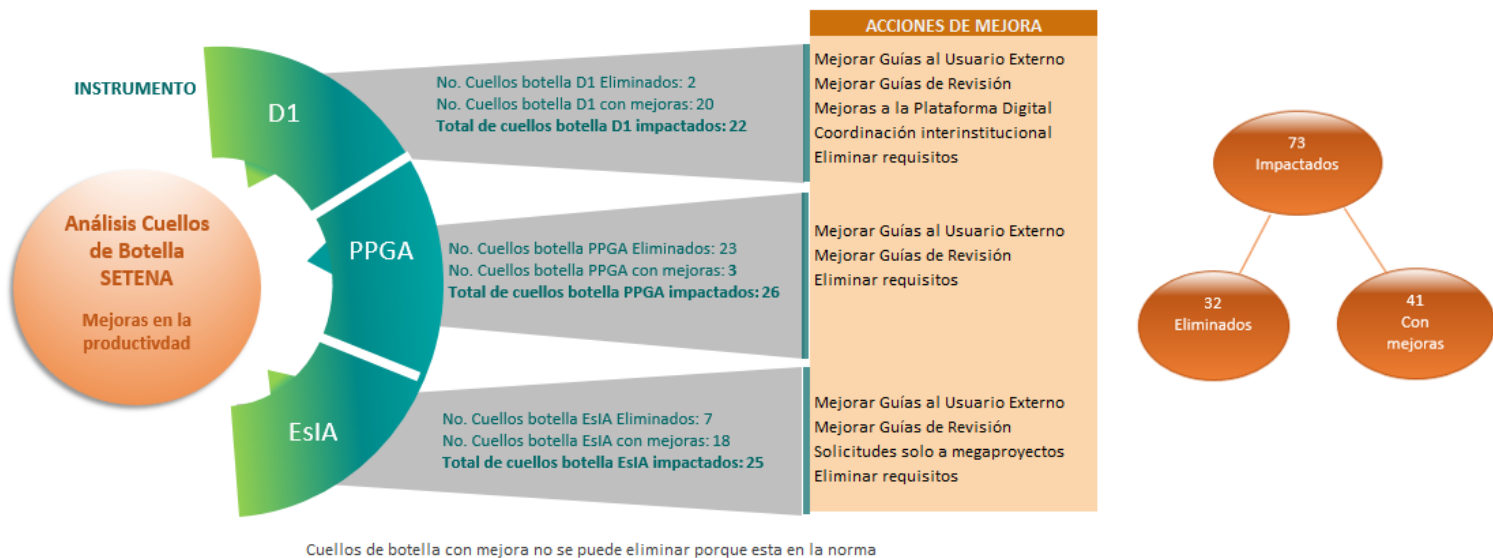 ACCIONES DE MEJORA
INSTRUMENTO
D1
No. Cuellos botella D1 Eliminados: 2
No. Cuellos botella D1 con mejoras: 20
Total de cuellos botella D1 impactados: 22
Mejorar Guías al Usuario Externo
Mejorar Guías de Revisión
Mejoras a la Plataforma Digital
Coordinación interinstitucional
Eliminar requisitos
Análisis Cuellos
de Botella
SETENA
Mejoras en la
productivdad
PPGA
No. Cuellos botella PPGA Eliminados: 23
No. Cuellos botella PPGA con mejoras: 3
Total de cuellos botella PPGA impactados: 26
Mejorar Guías al Usuario Externo
Mejorar Guías de Revisión
Eliminar requisitos
EsIA
No. Cuellos botella EsIA Eliminados: 7
No. Cuellos botella EsIA con mejoras: 18
Total de cuellos botella EsIA impactados: 25
Mejorar Guías al Usuario Externo
Mejorar Guías de Revisión
Solicitudes solo a megaproyectos
Eliminar requisitos
73
Impactados
32
Eliminados
41
Con
mejoras
Cuellos de botella con mejora no se puede eliminar porque esta en la norma